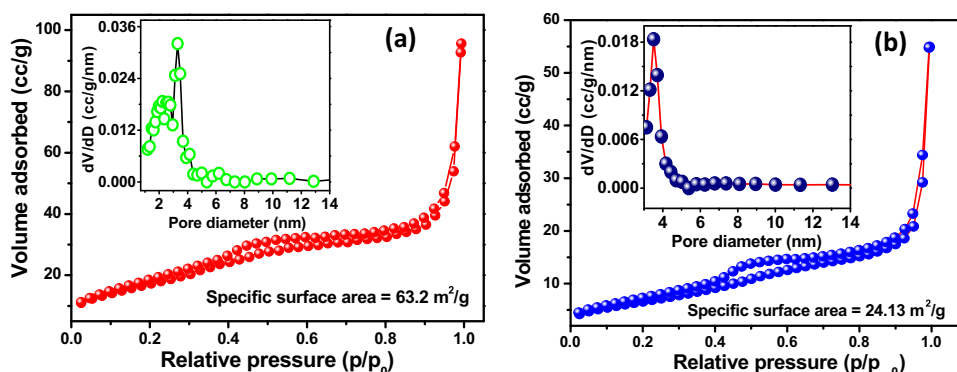 (a)
Volume adsorbed (cc/g)
100
80
60
40
20
0.0 0.2 0.4 0.6 0.8 1.0
Relative pressure (p/p0)
Specific surface area = 63.2 m²/g
dV/dD (cc/g/nm)
0.036
0.024
0.012
0.000
2 4 6 8 10 12 14
Pore diameter (nm)
(b)
Volume adsorbed (cc/g)
60
50
40
30
20
10
0
0.0 0.2 0.4 0.6 0.8 1.0
Relative pressure (p/p0)
Specific surface area = 24.13 m²/g
dV/dD (cc/g/nm)
0.018
0.012
0.006
0.000
4 6 8 10 12 14
Pore diameter (nm)